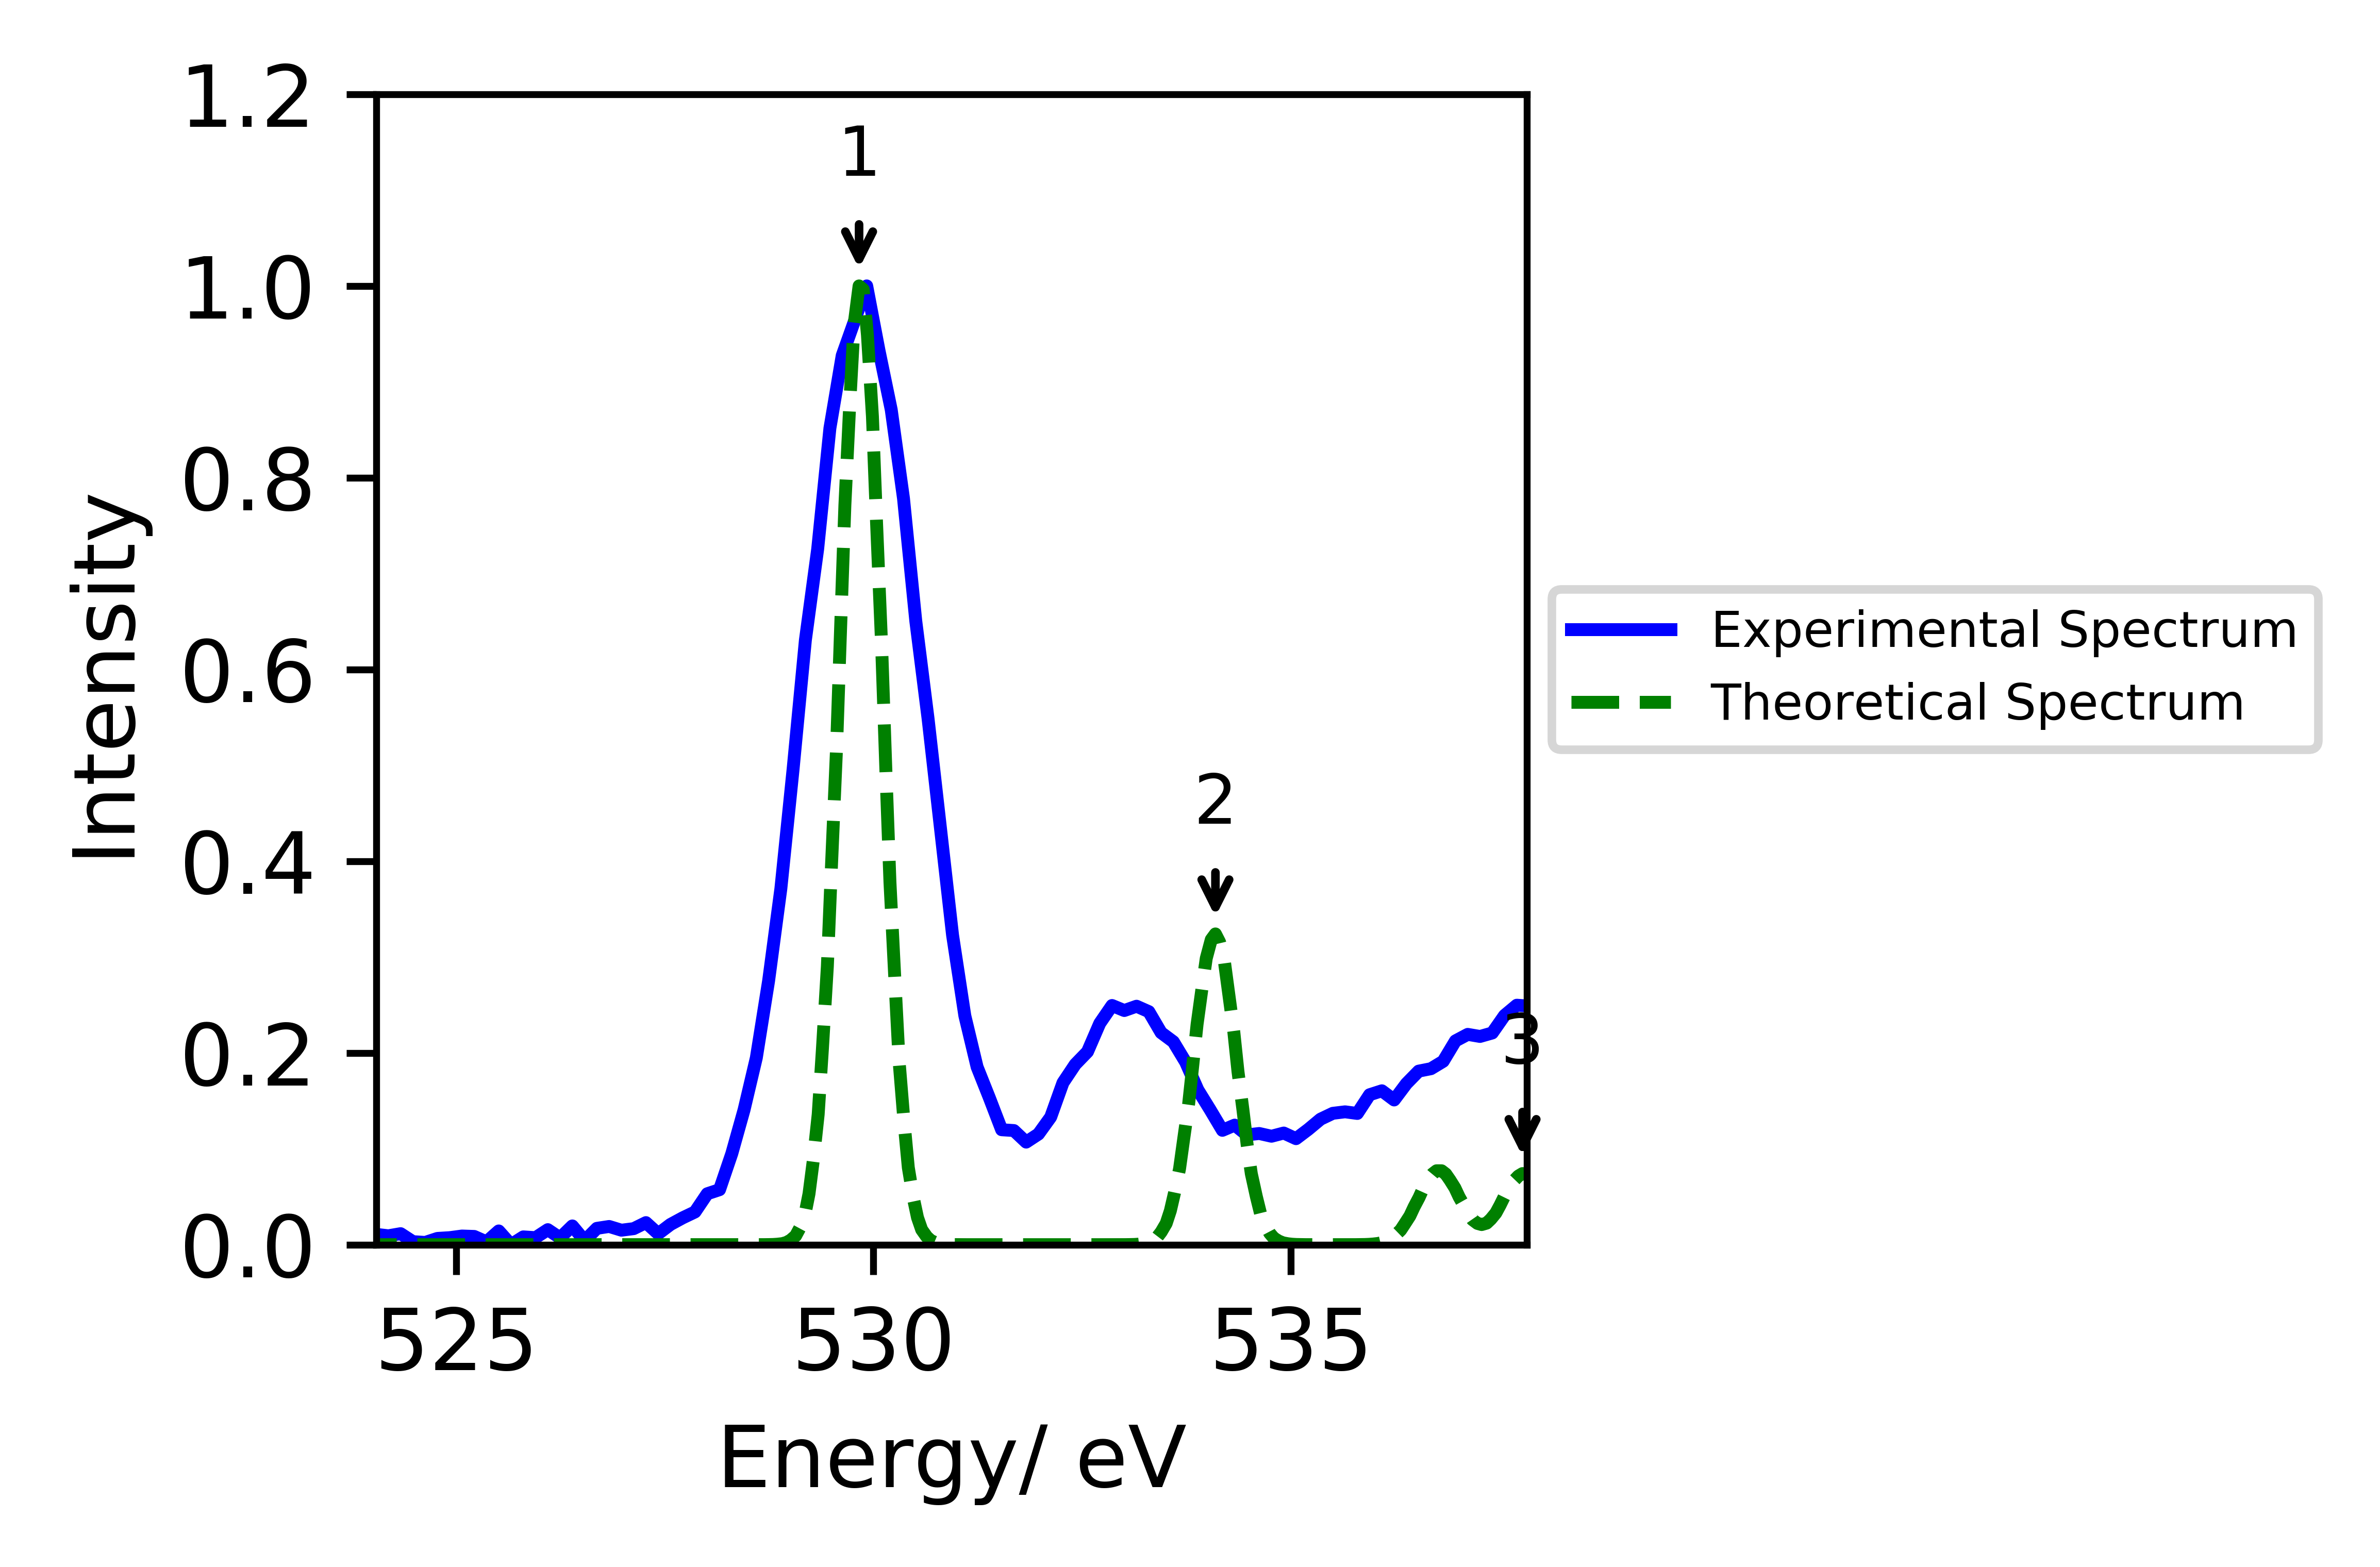 1.2
1.0
0.8
0.6
0.4
0.2
0.0
Intensity
1
2
3
525 530 535
Energy/ eV
Experimental Spectrum
Theoretical Spectrum